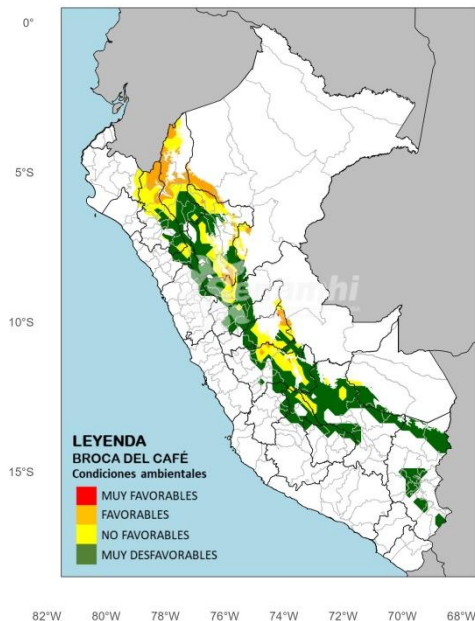 0°
5°S
10°S
15°S
Senamhi
LEYENDA
BROCA DEL CAFÉ
Condiciones ambientales
MUY FAVORABLES
FAVORABLES
NO FAVORABLES
MUY DESFAVORABLES
82°W 80°W 78°W 76°W 74°W 72°W 70°W 68°W